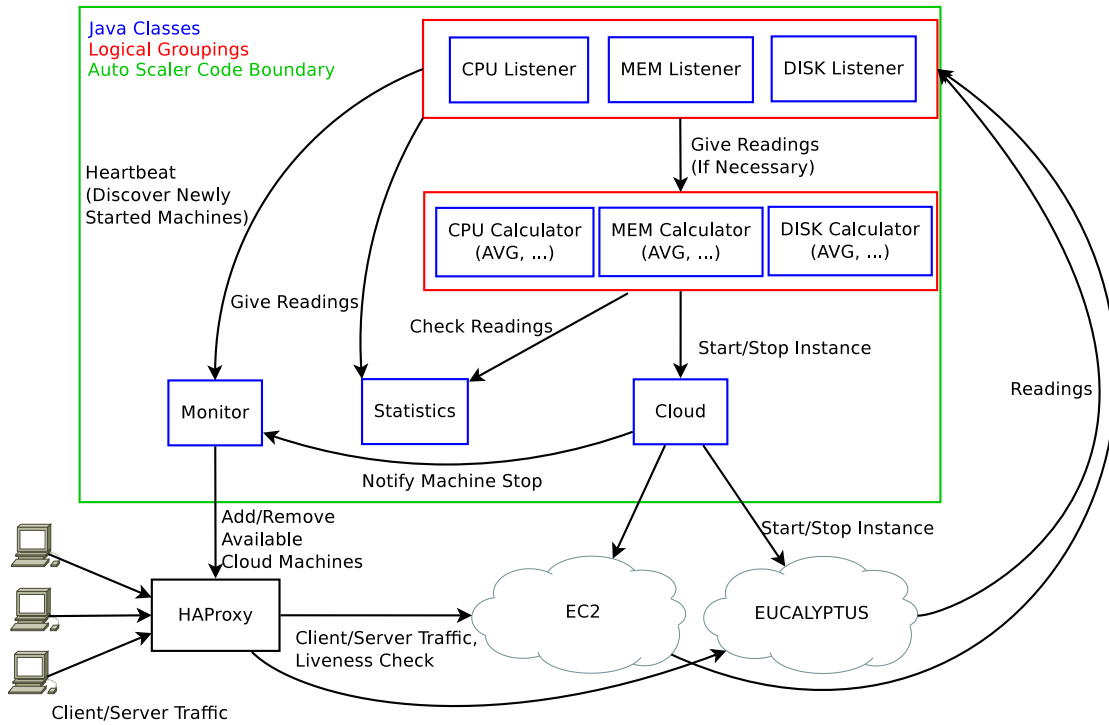 Java Classes
Logical Groupings
Auto Scaler Code Boundary
CPU Listener
MEM Listener
DISK Listener
Give Readings
(If Necessary)
Heartbeat
(Discover Newly
Started Machines)
CPU Calculator
(AVG, ...)
MEM Calculator
(AVG, ...)
DISK Calculator
(AVG, ...)
Give Readings
Check Readings
Start/Stop Instance
Readings
Monitor
Statistics
Cloud
Notify Machine Stop
Add/Remove
Available
Cloud Machines
Start/Stop Instance
HAProxy
EC2
EUCALYPTUS
Client/Server Traffic,
Liveness Check
Client/Server Traffic